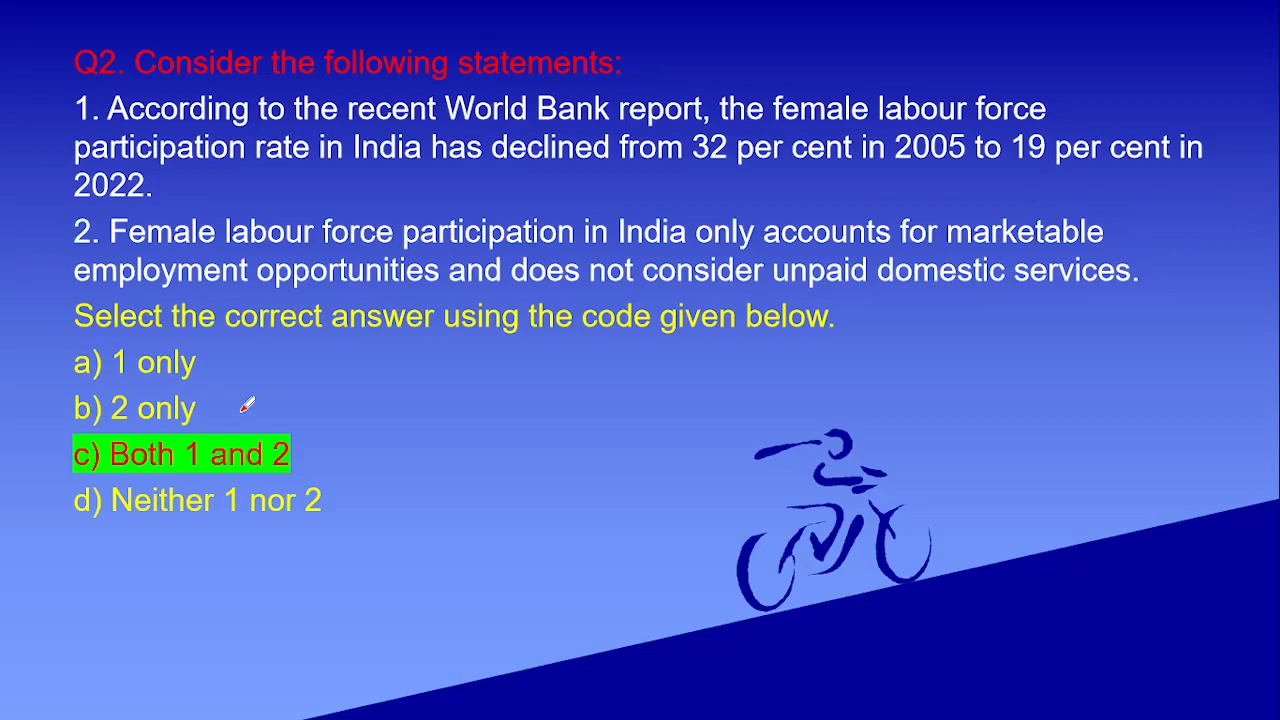 Q2. Consider the following statements:
1. According to the recent World Bank report, the female labour force
participation rate in India has declined from 32 per cent in 2005 to 19 per cent in
2022.
2. Female labour force participation in India only accounts for marketable
employment opportunities and does not consider unpaid domestic services.
Select the correct answer using the code given below.
a) 1 only
b) 2 only
c) Both 1 and 2
d) Neither 1 nor 2